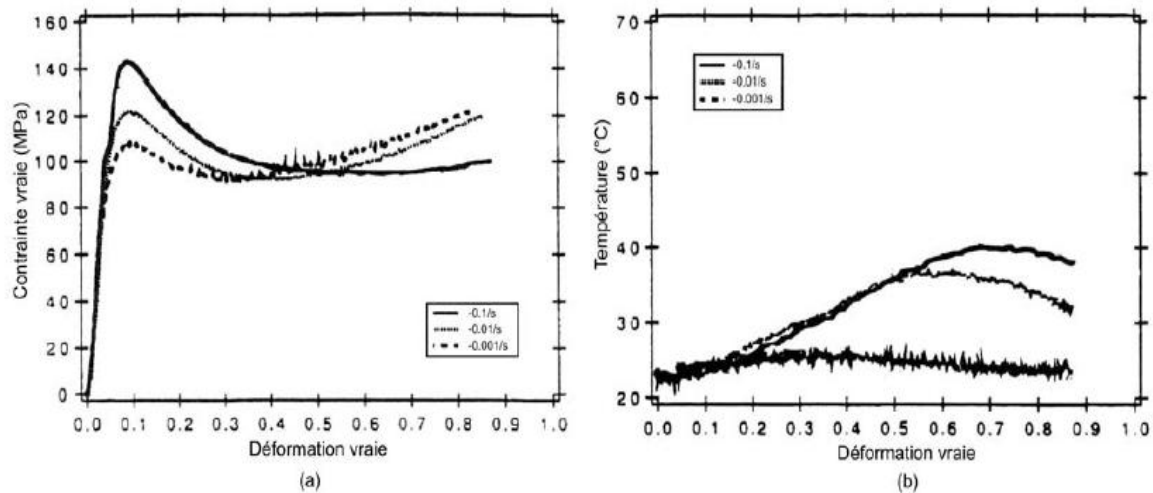 160
140
120
100
80
60
40
20
0
Contrainte vraie (MPa)
-0.1/s
-0.01/s
-0.001/s
0.0 0.1 0.2 0.3 0.4 0.5 0.6 0.7 0.8 0.9 1.0
Déformation vraie
(a)
70
60
50
40
30
20
Température (°C)
-0.1/s
-0.01/s
-0.001/s
0.0 0.1 0.2 0.3 0.4 0.5 0.6 0.7 0.8 0.9 1.0
Déformation vraie
(b)